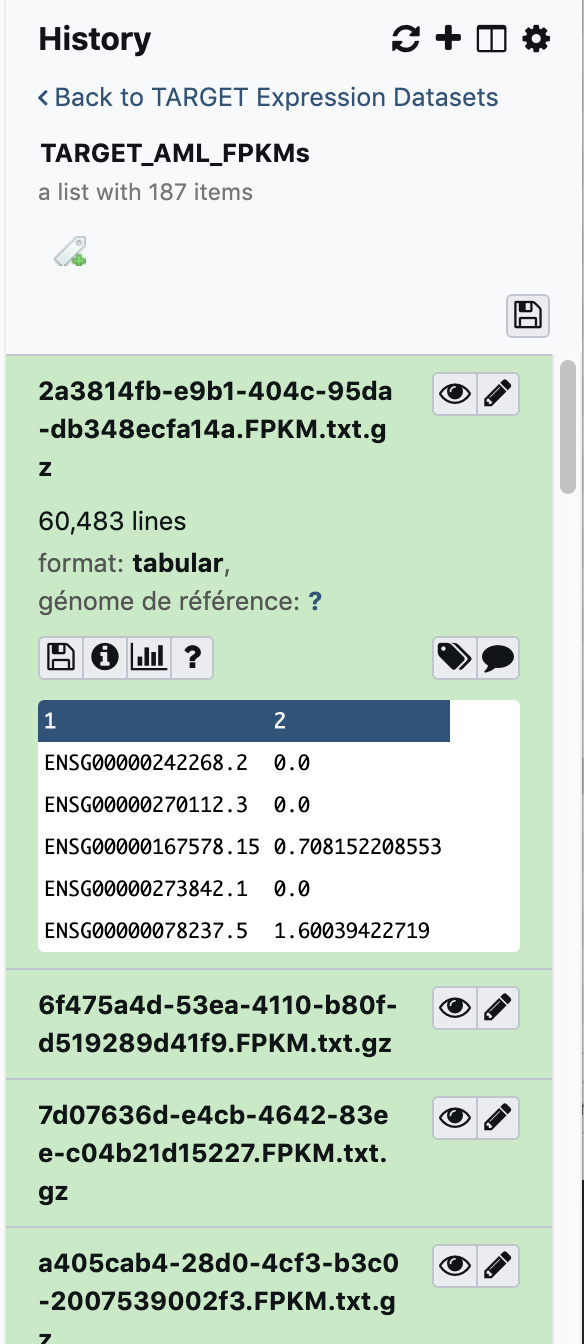 History
Back to TARGET Expression Datasets
TARGET_AML_FPKMs
a list with 187 items
2a3814fb-e9b1-404c-95da
-db348ecfa14a.FPKM.txt.g
z
60,483 lines
format: tabular,
génome de référence: ?
1 2
ENSG00000242268.2 0.0
ENSG00000270112.3 0.0
ENSG00000167578.15 0.708152208553
ENSG00000273842.1 0.0
ENSG00000078237.5 1.60039422719
6f475a4d-53ea-4110-b80f-
d519289d41f9.FPKM.txt.gz
7d07636d-e4cb-4642-83e
e-c04b21d15227.FPKM.txt.
gz
a405cab4-28d0-4cf3-b3c0
-2007539002f3.FPKM.txt.g
z